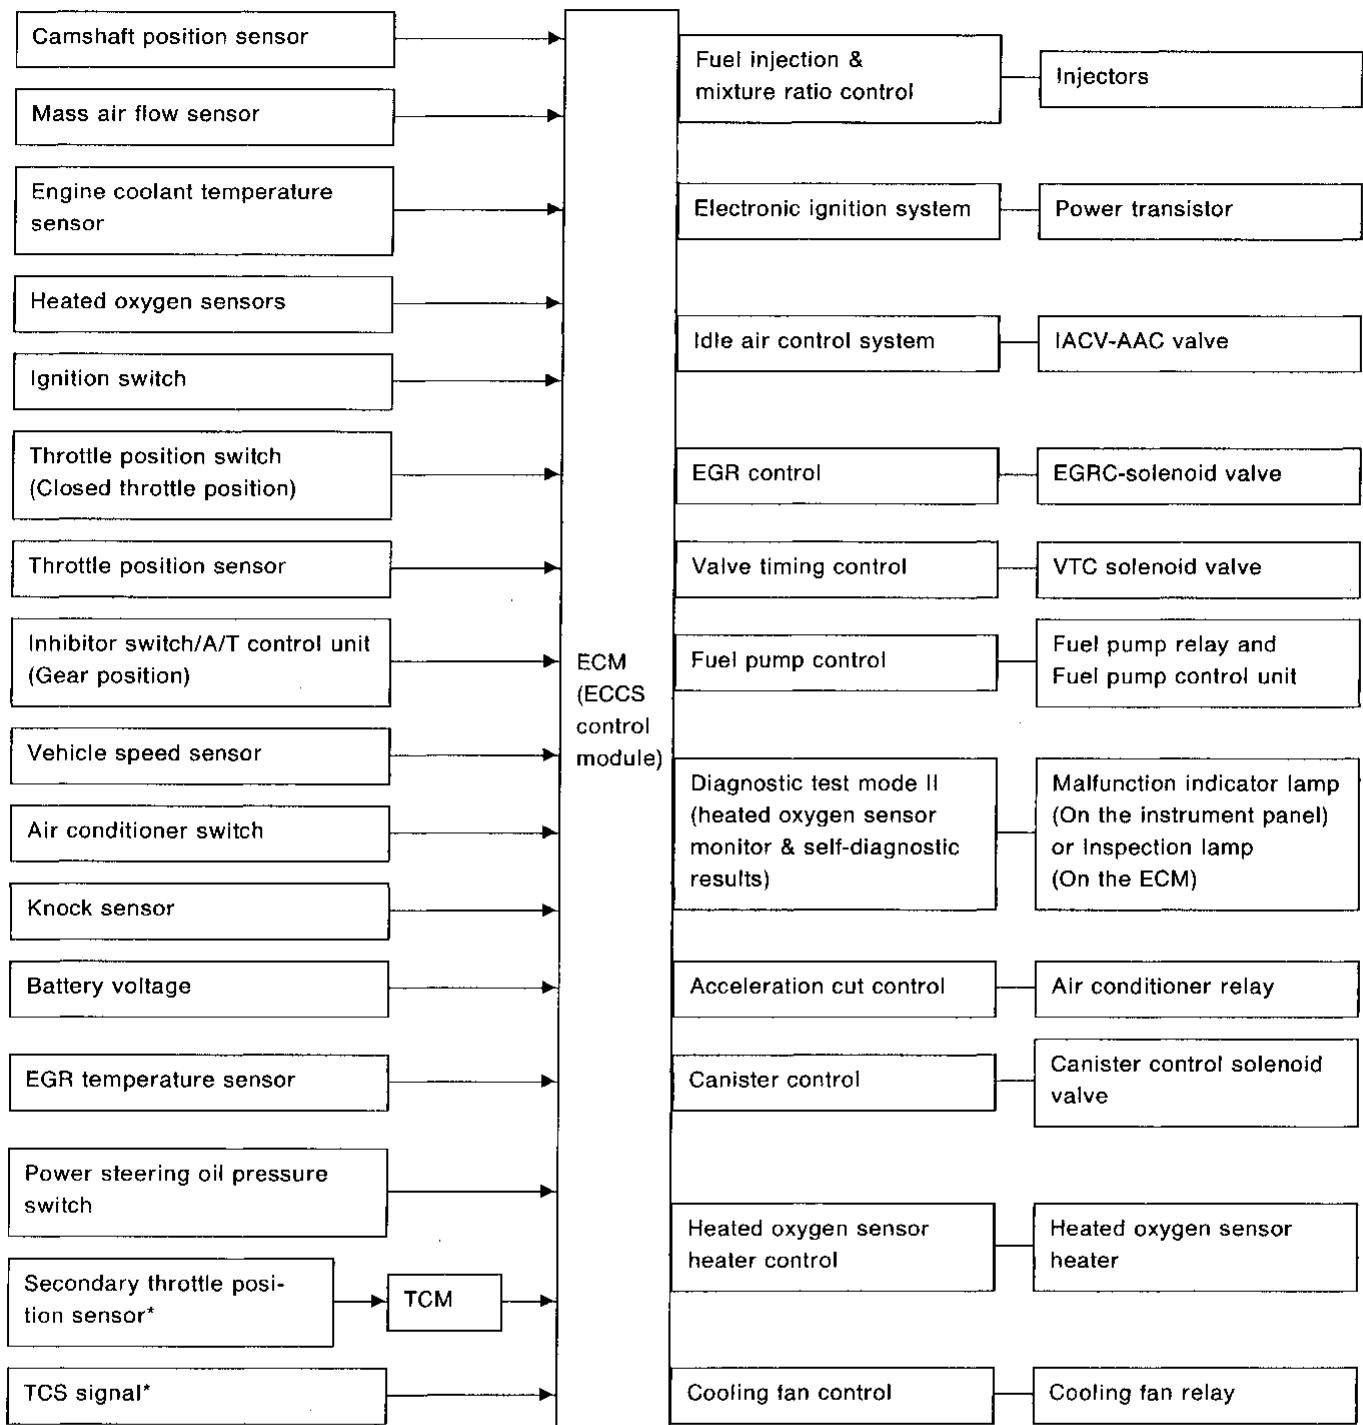 Camshaft position sensor
Mass air flow sensor
Engine coolant temperature
sensor
Heated oxygen sensors
Ignition switch
Throttle position switch
(Closed throttle position)
Throttle position sensor
Inhibitor switch/A/T control unit
(Gear position)
Vehicle speed sensor
Air conditioner switch
Knock sensor
Battery voltage
EGR temperature sensor
Power steering oil pressure
switch
Secondary throttle posi-
tion sensor*
TCM
TCS signal*
ECM
(ECCS
control
module)
Fuel injection &
mixture ratio control
Injectors
Electronic ignition system
Power transistor
Idle air control system
IACV-AAC valve
EGR control
EGRC-solenoid valve
Valve timing control
VTC solenoid valve
Fuel pump control
Fuel pump relay and
Fuel pump control unit
Diagnostic test mode II
(heated oxygen sensor
monitor & self-diagnostic
results)
Malfunction indicator lamp
(On the instrument panel)
or Inspection lamp
(On the ECM)
Acceleration cut control
Air conditioner relay
Canister control
Canister control solenoid
valve
Heated oxygen sensor
heater control
Heated oxygen sensor
heater
Cooling fan control
Cooling fan relay